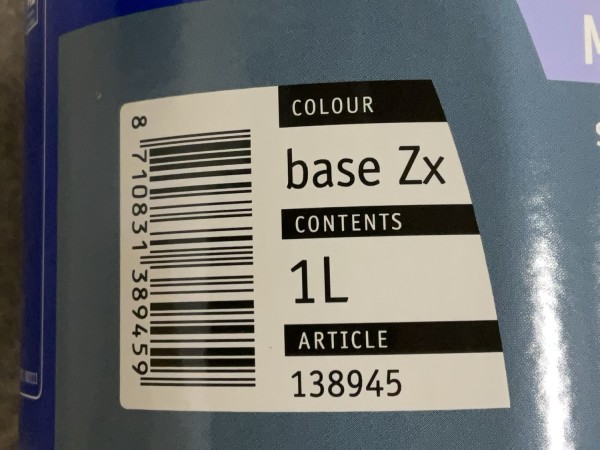 COLOUR
base Zx
CONTENTS
1L
ARTICLE
138945
8 710831 389459